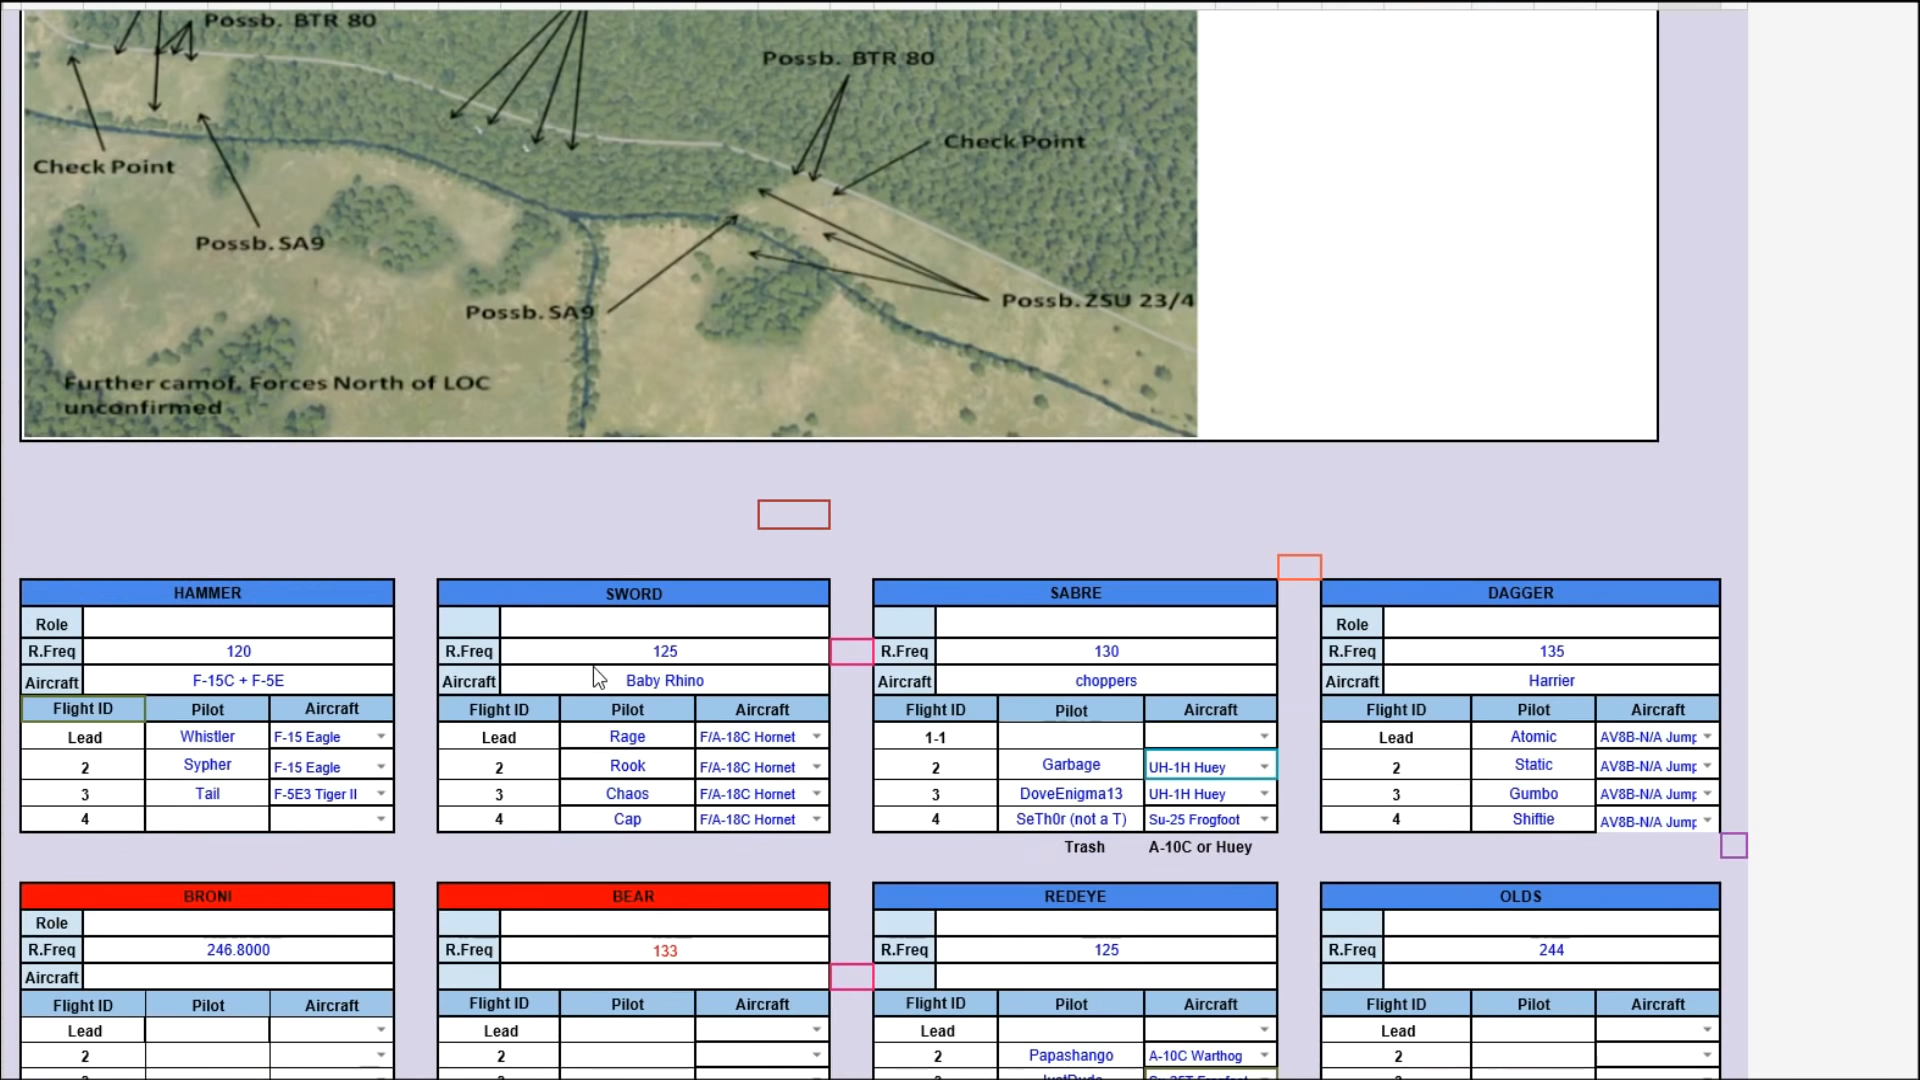 Possb. BTR 80
Possb. BTR 80
Check Point
Check Point
Possb. SA9
Possb. SA9
Possb. ZSU 23/4
Further camof. Forces North of LOC
unconfirmed
HAMMER
Role
R.Freq 120
Aircraft F-15C + F-5E
Flight ID Pilot Aircraft
Lead Whistler F-15 Eagle
2 Sypher F-15 Eagle
3 Tail F-5E3 Tiger II
4
SWORD
R.Freq 125
Aircraft Baby Rhino
Flight ID Pilot Aircraft
Lead Rage F/A-18C Hornet
2 Rook F/A-18C Hornet
3 Chaos F/A-18C Hornet
4 Cap F/A-18C Hornet
SABRE
R.Freq 130
Aircraft choppers
Flight ID Pilot Aircraft
1-1
2 Garbage UH-1H Huey
3 DoveEnigma13 UH-1H Huey
4 SeTh0r (not a T) Su-25 Frogfoot
Trash A-10C or Huey
DAGGER
Role
R.Freq 135
Aircraft Harrier
Flight ID Pilot Aircraft
Lead Atomic AV8B-N/A Jump
2 Static AV8B-N/A Jump
3 Gumbo AV8B-N/A Jump
4 Shiftie AV8B-N/A Jump
BRONI
Role
R.Freq 246.8000
Aircraft
Flight ID Pilot Aircraft
Lead
2
BEAR
R.Freq 133
Flight ID Pilot Aircraft
Lead
2
REDEYE
R.Freq 125
Flight ID Pilot Aircraft
Lead
2 Papashango A-10C Warthog
OLDS
R.Freq 244
Flight ID Pilot Aircraft
Lead
2